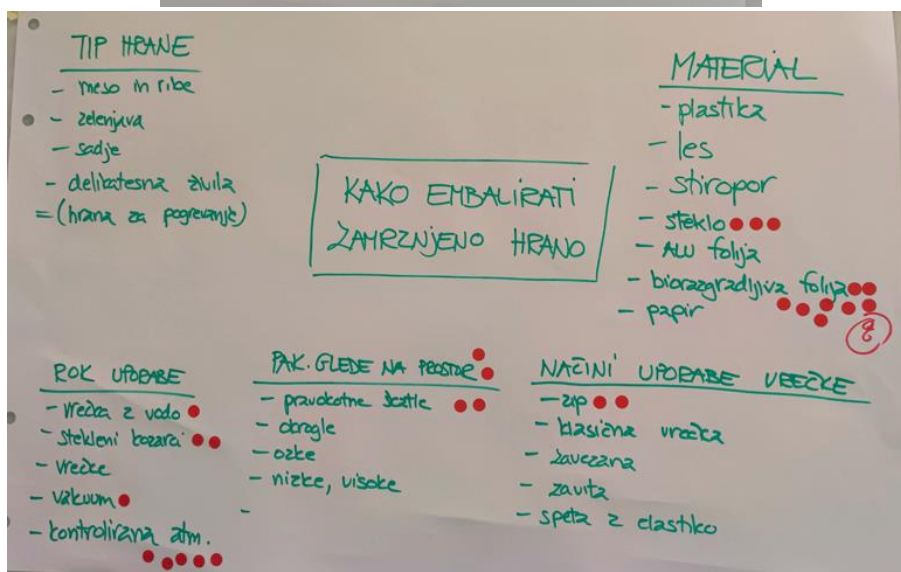 TIP HRANE
- meso in ribe
- zelenjava
- sadje
- delikatesna živila
= (hrana za pogrevanje)
KAKO EMBALIRATI
ZAMRZNJENO HRANO
MATERIAL
- plastika
- les
- stiropor
- steklo
- ALU folija
- biorazgradljiva folija
- papir
8
ROK UPORABE
- vrečka z vodo
- stekleni kozarci
- vrečke
- vakuum
- kontrolirana atm.
PAK. GLEDE NA PROSTOR
- pravokotne škatle
- okrogle
- ozke
- nizke, visoke
-
NAČINI UPORABE VREČKE
- zip
- klasična vrečka
- zavezana
- zavita
- speta z elastiko